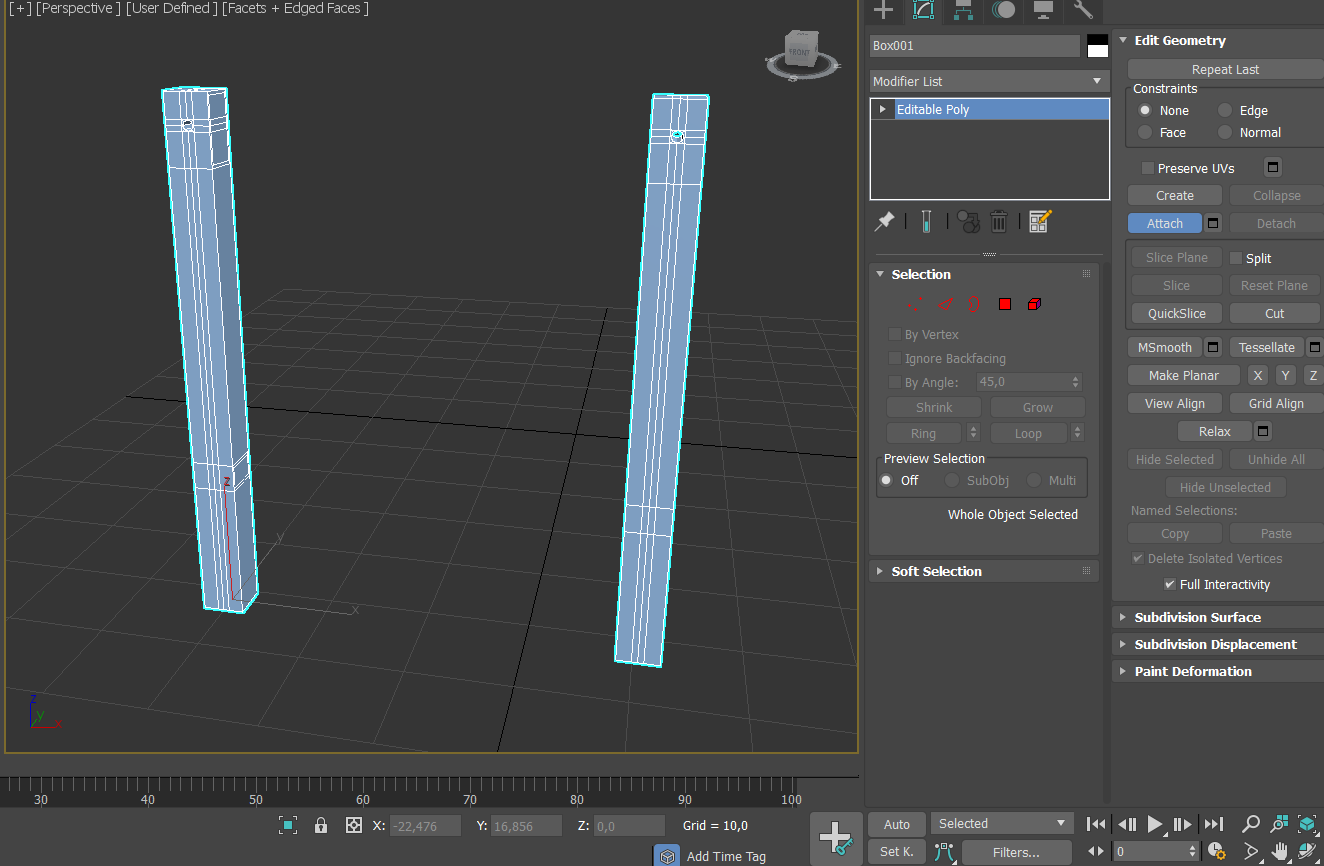 [+] [Perspective ] [User Defined ] [Facets + Edged Faces ]
FRONT
S
z
y
x
z
y
x
Box001
Modifier List
Editable Poly
Selection
By Vertex
Ignore Backfacing
By Angle: 45,0
Shrink Grow
Ring Loop
Preview Selection
Off SubObj Multi
Whole Object Selected
Soft Selection
Edit Geometry
Repeat Last
Constraints
None Edge
Face Normal
Preserve UVs
Create Collapse
Attach Detach
Slice Plane Split
Slice Reset Plane
QuickSlice Cut
MSmooth Tessellate
Make Planar X Y Z
View Align Grid Align
Relax
Hide Selected Unhide All
Hide Unselected
Named Selections:
Copy Paste
Delete Isolated Vertices
Full Interactivity
Subdivision Surface
Subdivision Displacement
Paint Deformation
30 40 50 60 70 80 90 100
X: -22,476 Y: 16,856 Z: 0,0 Grid = 10,0
Add Time Tag
Auto Selected
Set K. Filters... 0